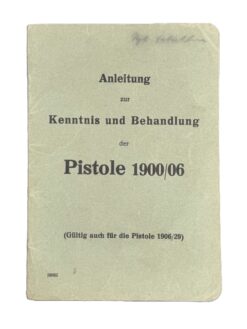 Anleitung
zur
Kenntnis und Behandlung
der
Pistole 1900/06
(Gültig auch für die Pistole 1906/29)